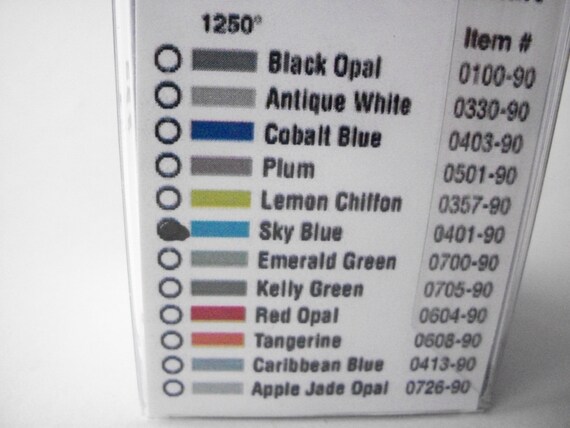 1250°
Item #
Black Opal 0100-90
Antique White 0330-90
Cobalt Blue 0403-90
Plum 0501-90
Lemon Chiffon 0357-90
Sky Blue 0401-90
Emerald Green 0700-90
Kelly Green 0705-90
Red Opal 0604-90
Tangerine 0608-90
Caribbean Blue 0413-90
Apple Jade Opal 0726-90